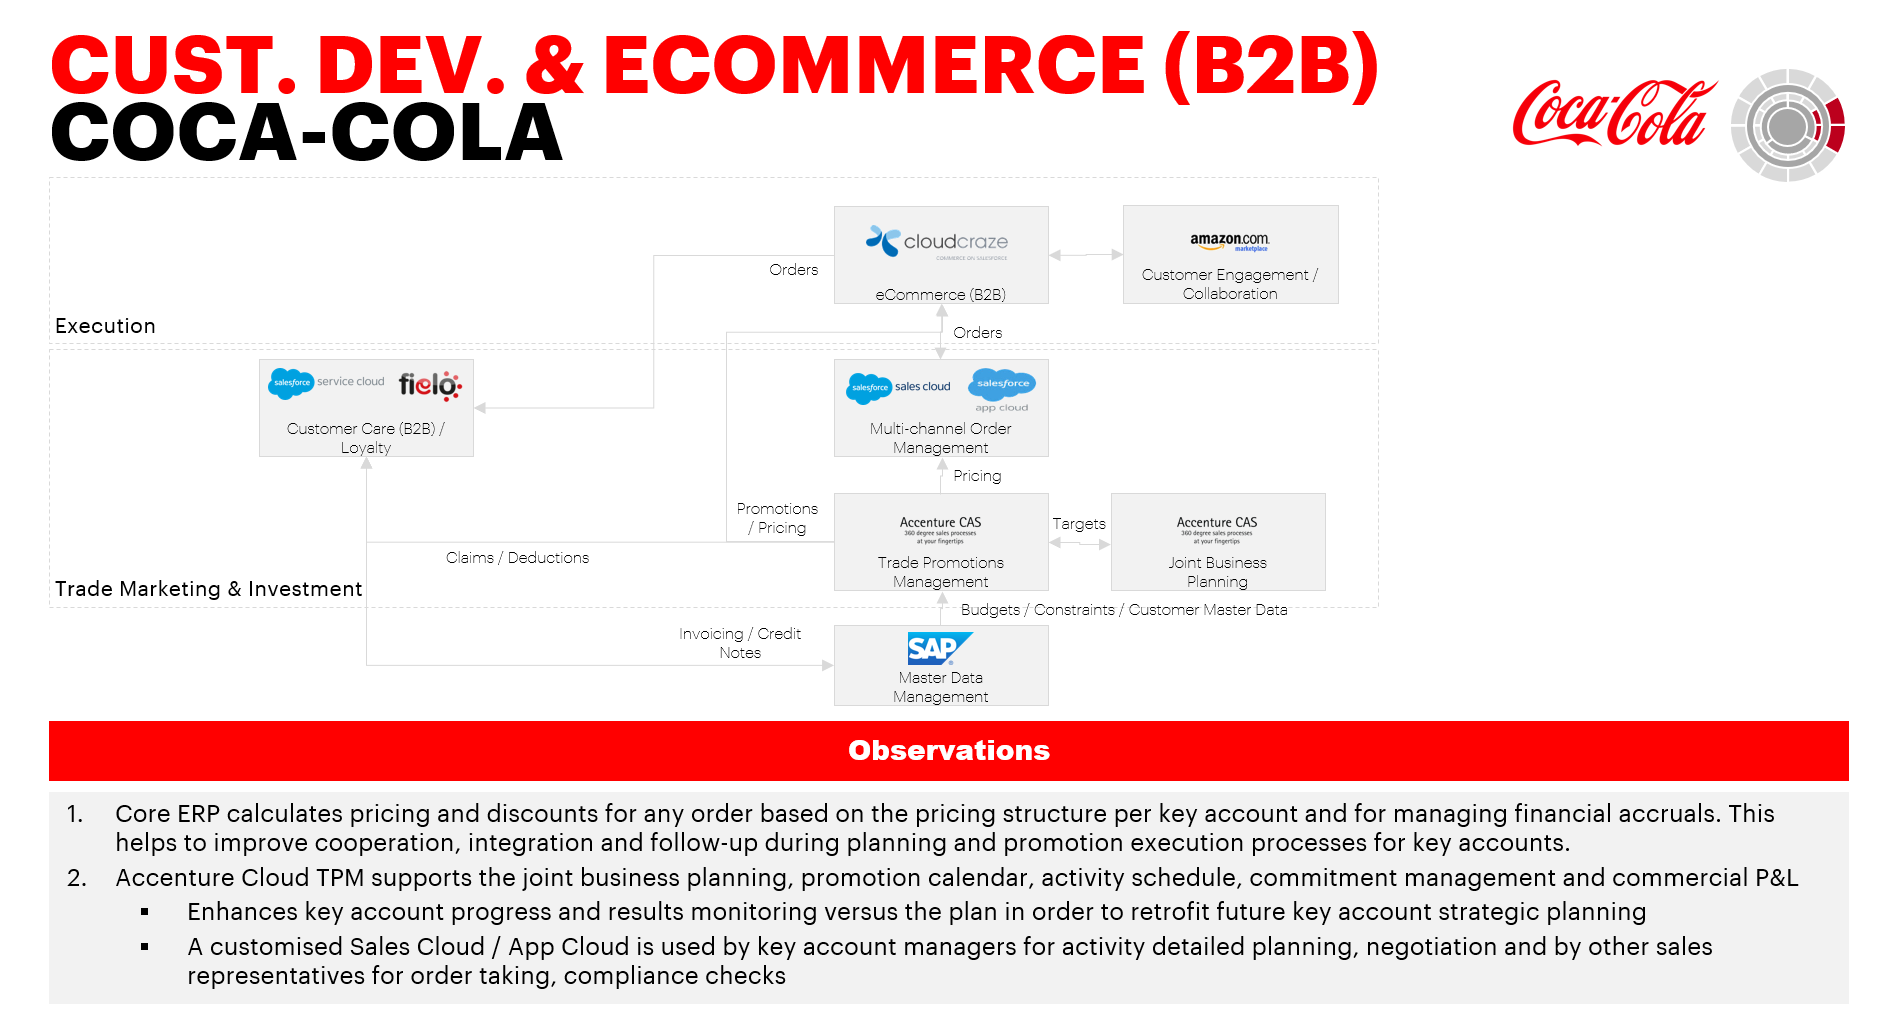 CUST. DEV. & ECOMMERCE (B2B)
COCA-COLA
Coca-Cola
cloudcraze
COMMERCE ON SALESFORCE
eCommerce (B2B)
amazon.com.
marketplace
Customer Engagement /
Collaboration
Orders
Execution
Orders
salesforce service cloud
fielo
Customer Care (B2B) /
Loyalty
salesforce sales cloud
salesforce
app cloud
Multi-channel Order
Management
Pricing
Promotions
/ Pricing
Accenture CAS
360 degree sales processes
at your fingertips
Trade Promotions
Management
Targets
Accenture CAS
360 degree sales processes
at your fingertips
Joint Business
Planning
Claims / Deductions
Trade Marketing & Investment
Budgets / Constraints / Customer Master Data
Invoicing / Credit
Notes
SAP
Master Data
Management
Observations
1. Core ERP calculates pricing and discounts for any order based on the pricing structure per key account and for managing financial accruals. This
helps to improve cooperation, integration and follow-up during planning and promotion execution processes for key accounts.
2. Accenture Cloud TPM supports the joint business planning, promotion calendar, activity schedule, commitment management and commercial P&L
▪ Enhances key account progress and results monitoring versus the plan in order to retrofit future key account strategic planning
▪ A customised Sales Cloud / App Cloud is used by key account managers for activity detailed planning, negotiation and by other sales
representatives for order taking, compliance checks